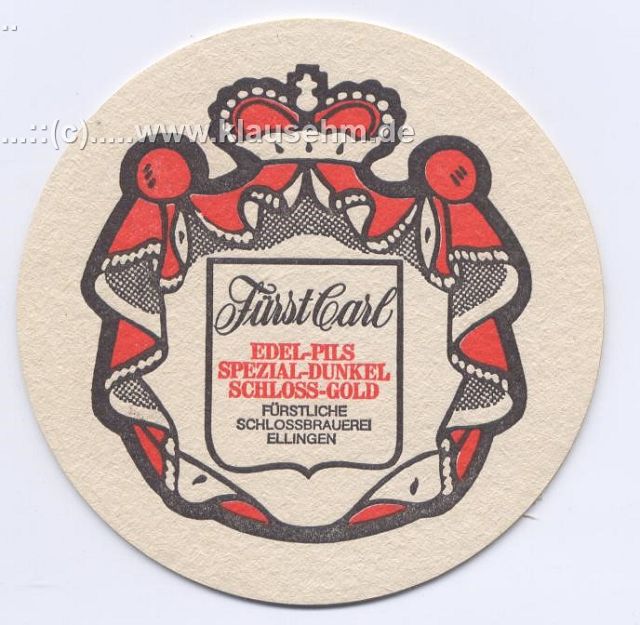 ...::(c).....www.klausehm.de
Fürst Carl
EDEL-PILS
SPEZIAL-DUNKEL
SCHLOSS-GOLD
FÜRSTLICHE
SCHLOSSBRAUEREI
ELLINGEN